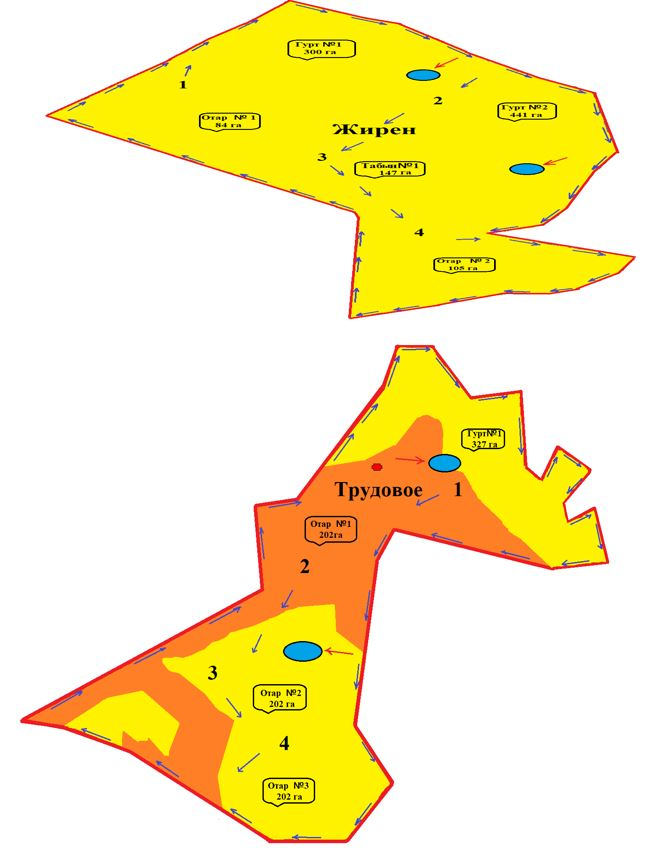 Гурт №1
300 га
1
2
Гурт №2
441 га
Отар № 1
84 га
Жирен
3
Табын№1
147 га
4
Отар № 2
105 га
Гурт№1
327 га
Трудовое
1
Отар №1
202га
2
3
Отар №2
202 га
4
Отар №3
202 га